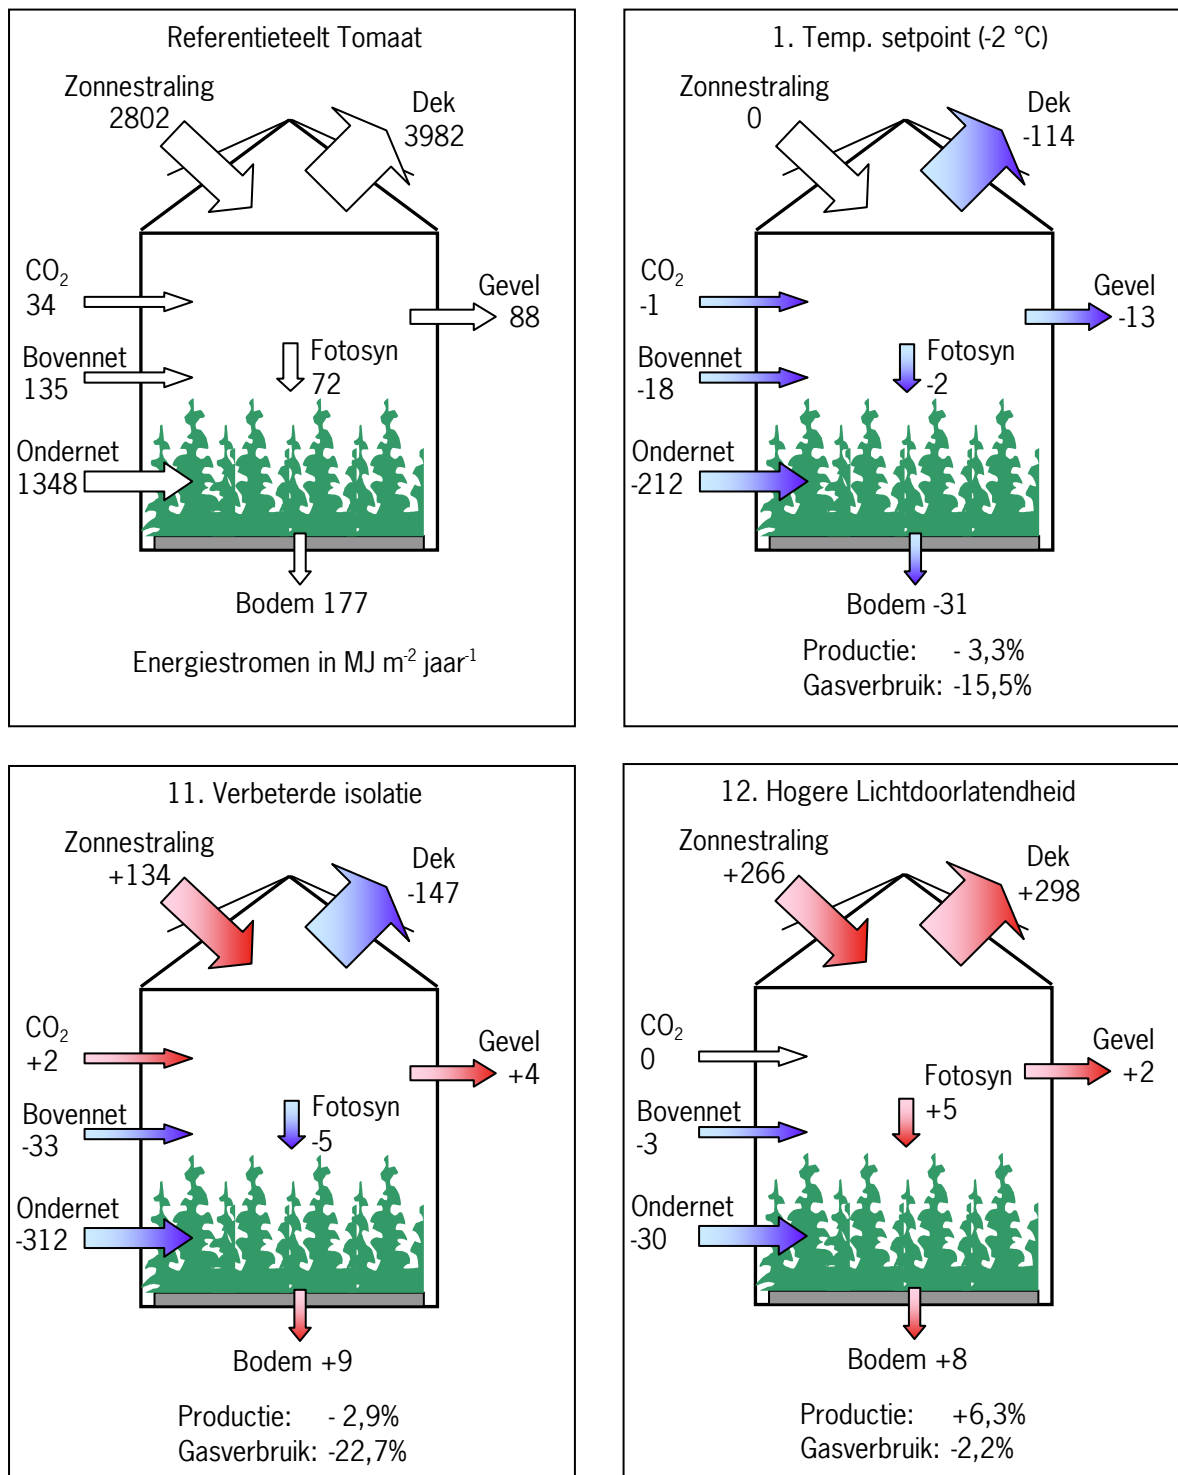 Referentieteelt Tomaat
Zonnestraling
2802
Dek
3982
CO₂
34
Gevel
88
Bovennet
135
Fotosyn
72
Ondernet
1348
Bodem 177
Energiestromen in MJ m⁻² jaar⁻¹
1. Temp. setpoint (-2 °C)
Zonnestraling
0
Dek
-114
CO₂
-1
Gevel
-13
Bovennet
-18
Fotosyn
-2
Ondernet
-212
Bodem -31
Productie: - 3,3%
Gasverbruik: -15,5%
11. Verbeterde isolatie
Zonnestraling
+134
Dek
-147
CO₂
+2
Gevel
+4
Bovennet
-33
Fotosyn
-5
Ondernet
-312
Bodem +9
Productie: - 2,9%
Gasverbruik: -22,7%
12. Hogere Lichtdoorlatendheid
Zonnestraling
+266
Dek
+298
CO₂
0
Gevel
+2
Bovennet
-3
Fotosyn
+5
Ondernet
-30
Bodem +8
Productie: +6,3%
Gasverbruik: -2,2%